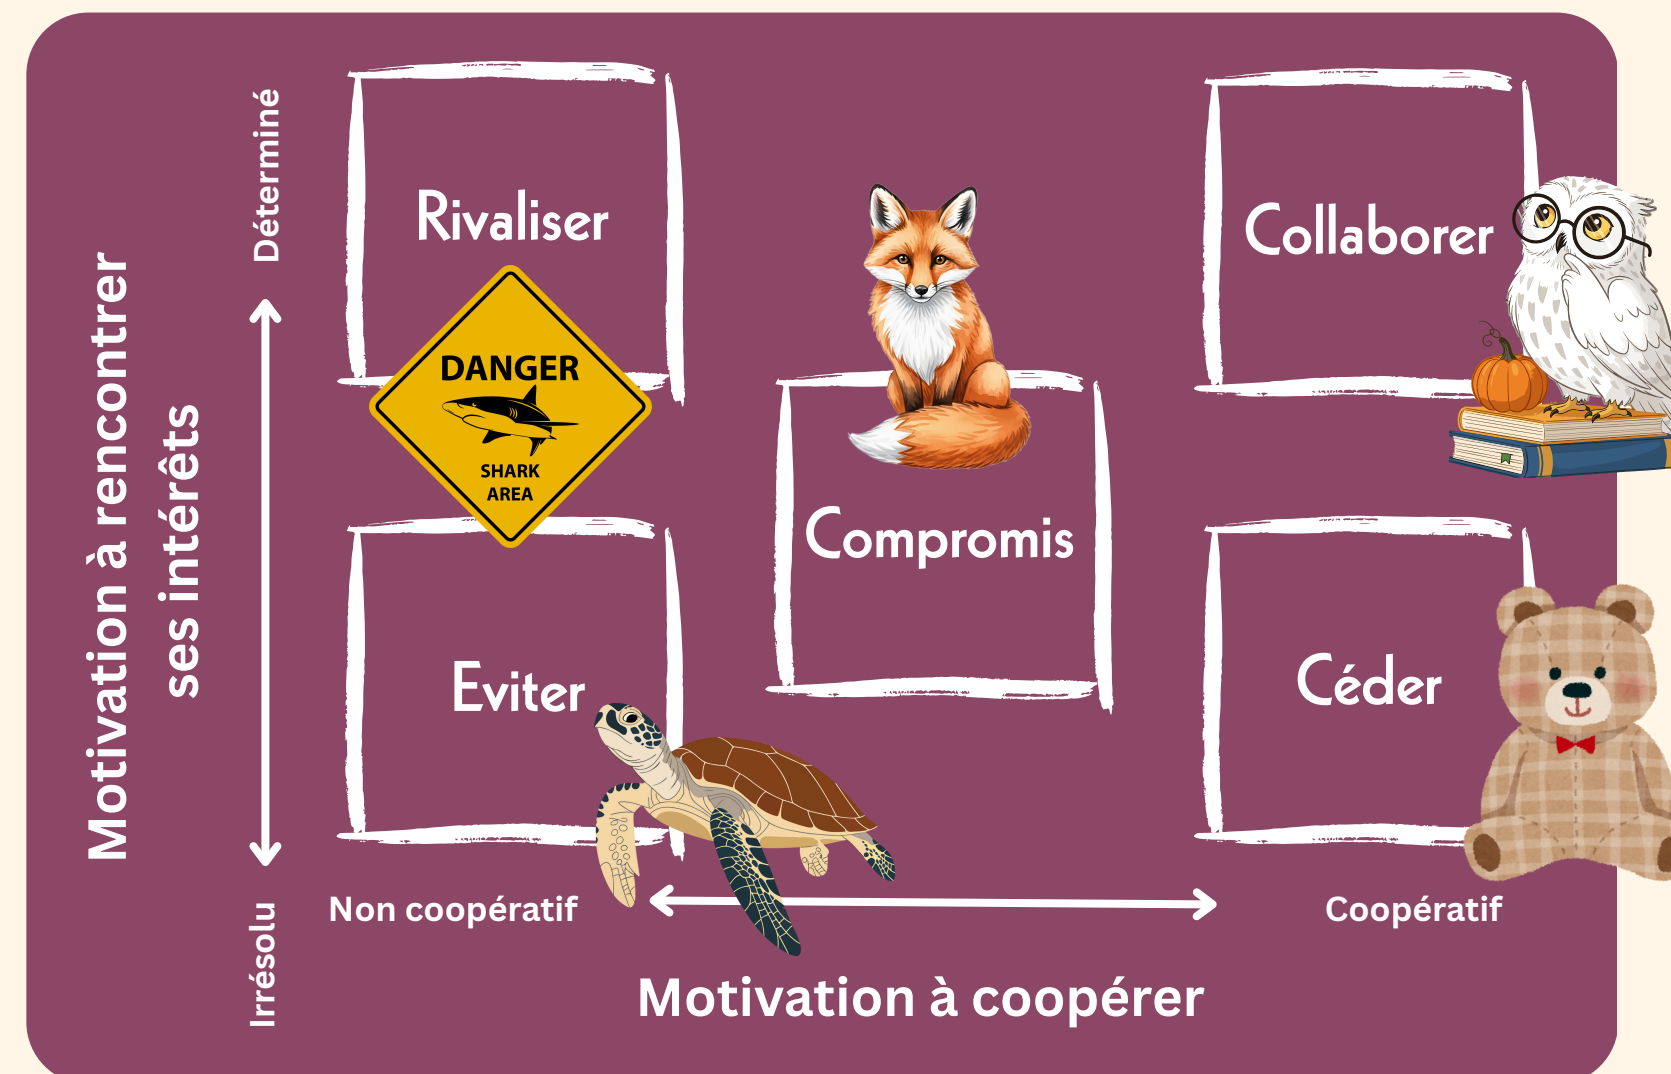 Motivation à rencontrer
ses intérêts
Déterminé
Irrésolu
Rivaliser
DANGER
SHARK
AREA
Collaborer
Compromis
Eviter
Céder
Non coopératif
Coopératif
Motivation à coopérer